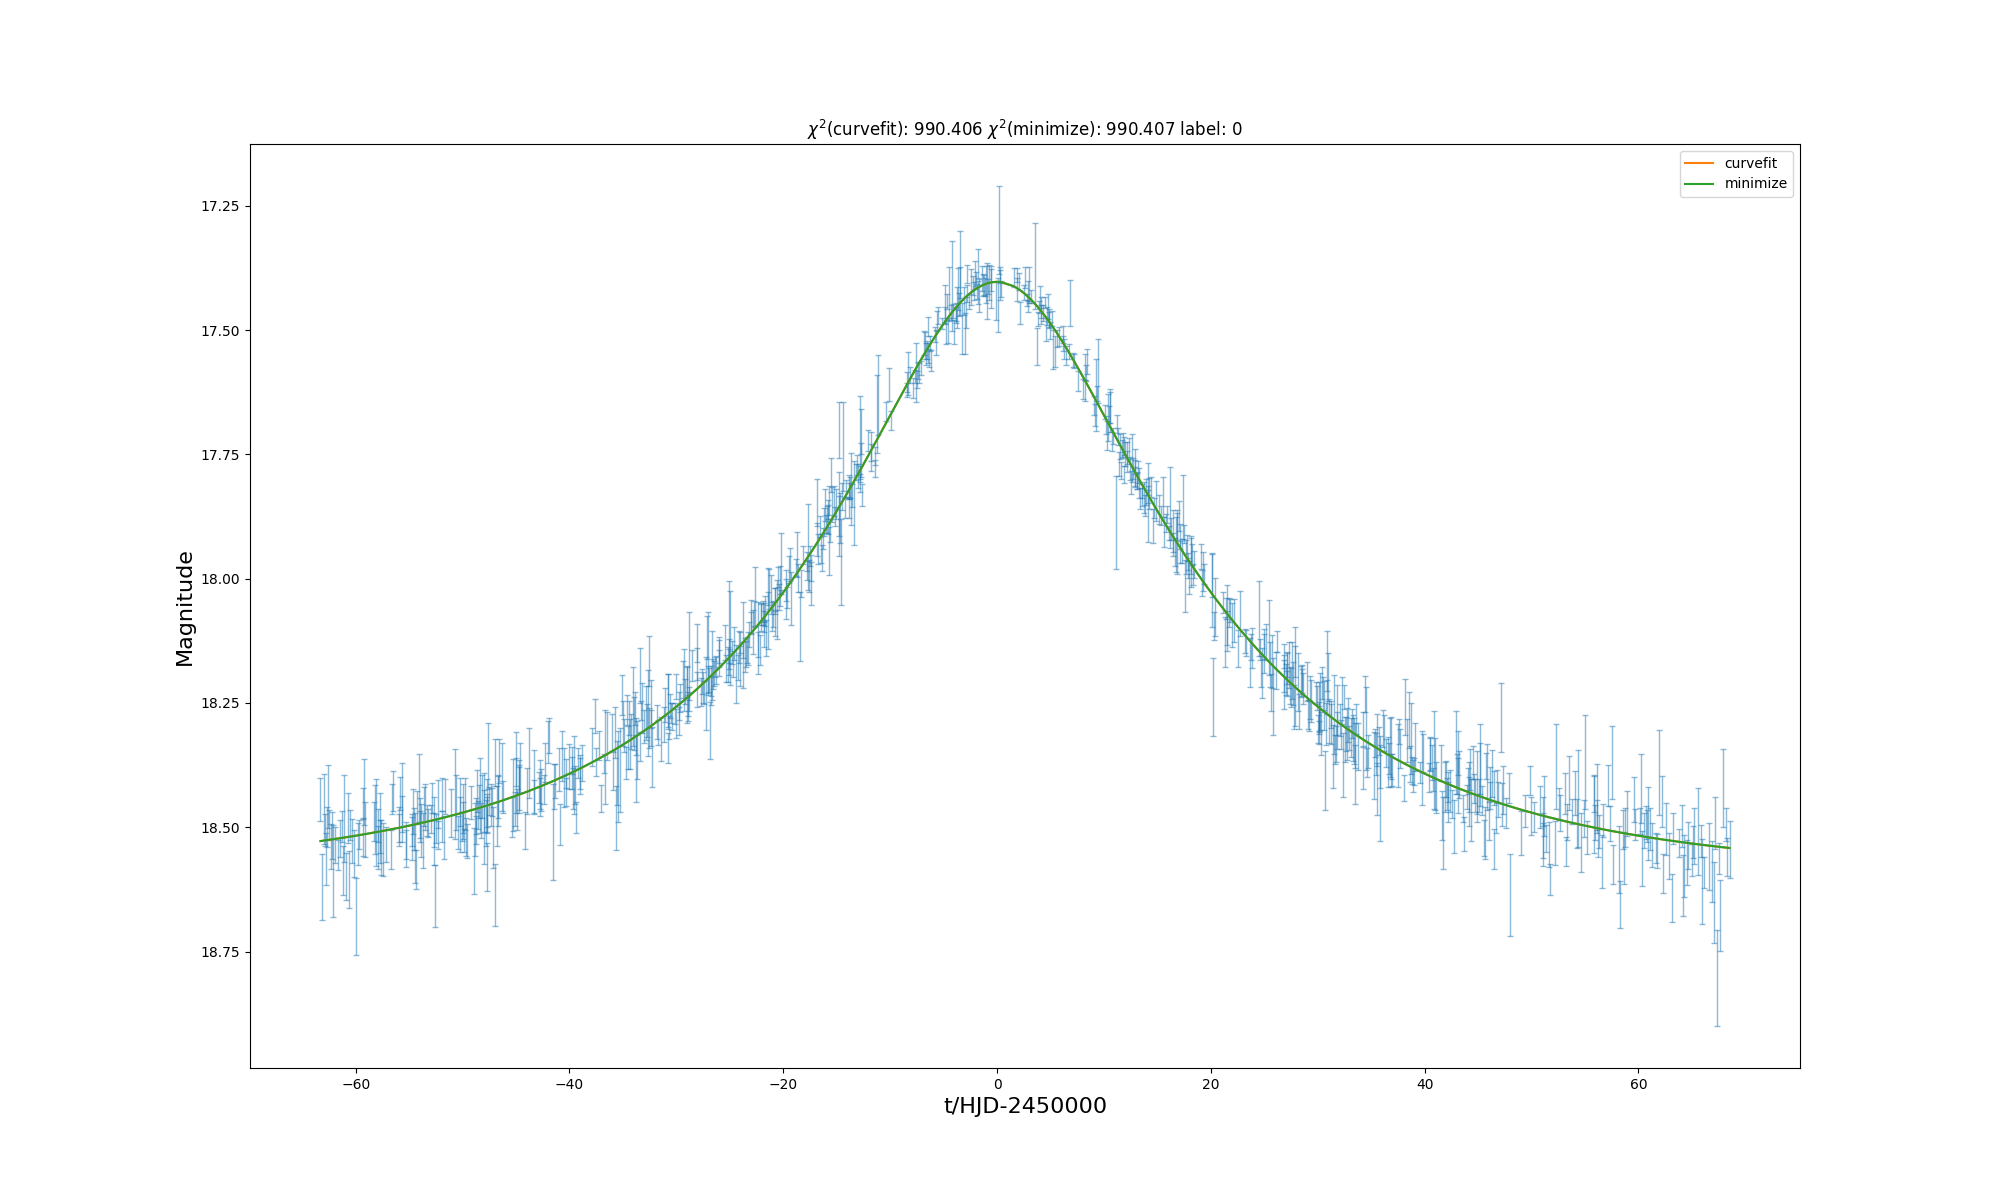 χ²(curvefit): 990.406 χ²(minimize): 990.407 label: 0
curvefit
minimize
17.25
17.50
17.75
18.00
18.25
18.50
18.75
Magnitude
−60 −40 −20 0 20 40 60
t/HJD-2450000